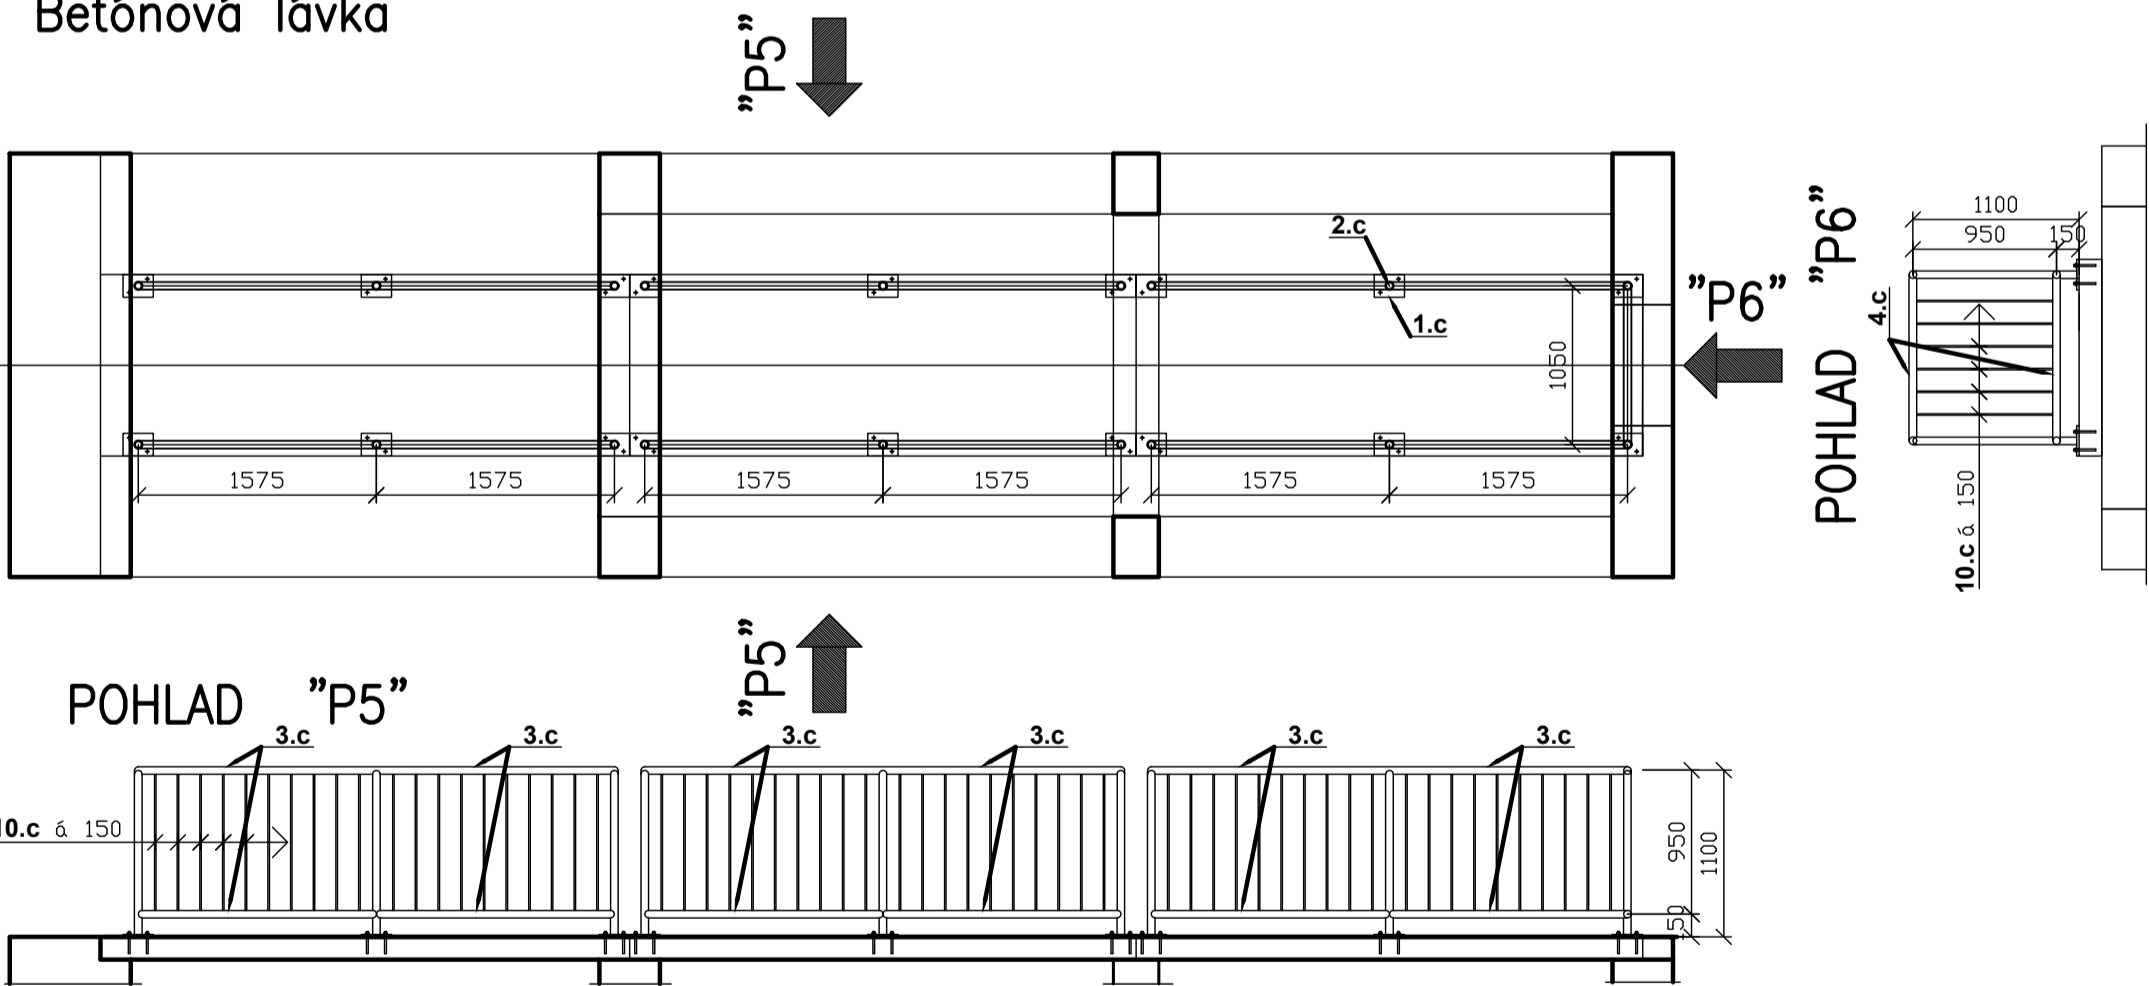 Betónová lávka
"P5"
2.c
1.c
1050
1575 1575 1575 1575 1575 1575
"P6"
POHLAD "P6"
1100
950 150
4.c
10.c á 150
"P5"
POHLAD "P5"
3.c 3.c 3.c 3.c 3.c 3.c
10.c á 150
950
1100